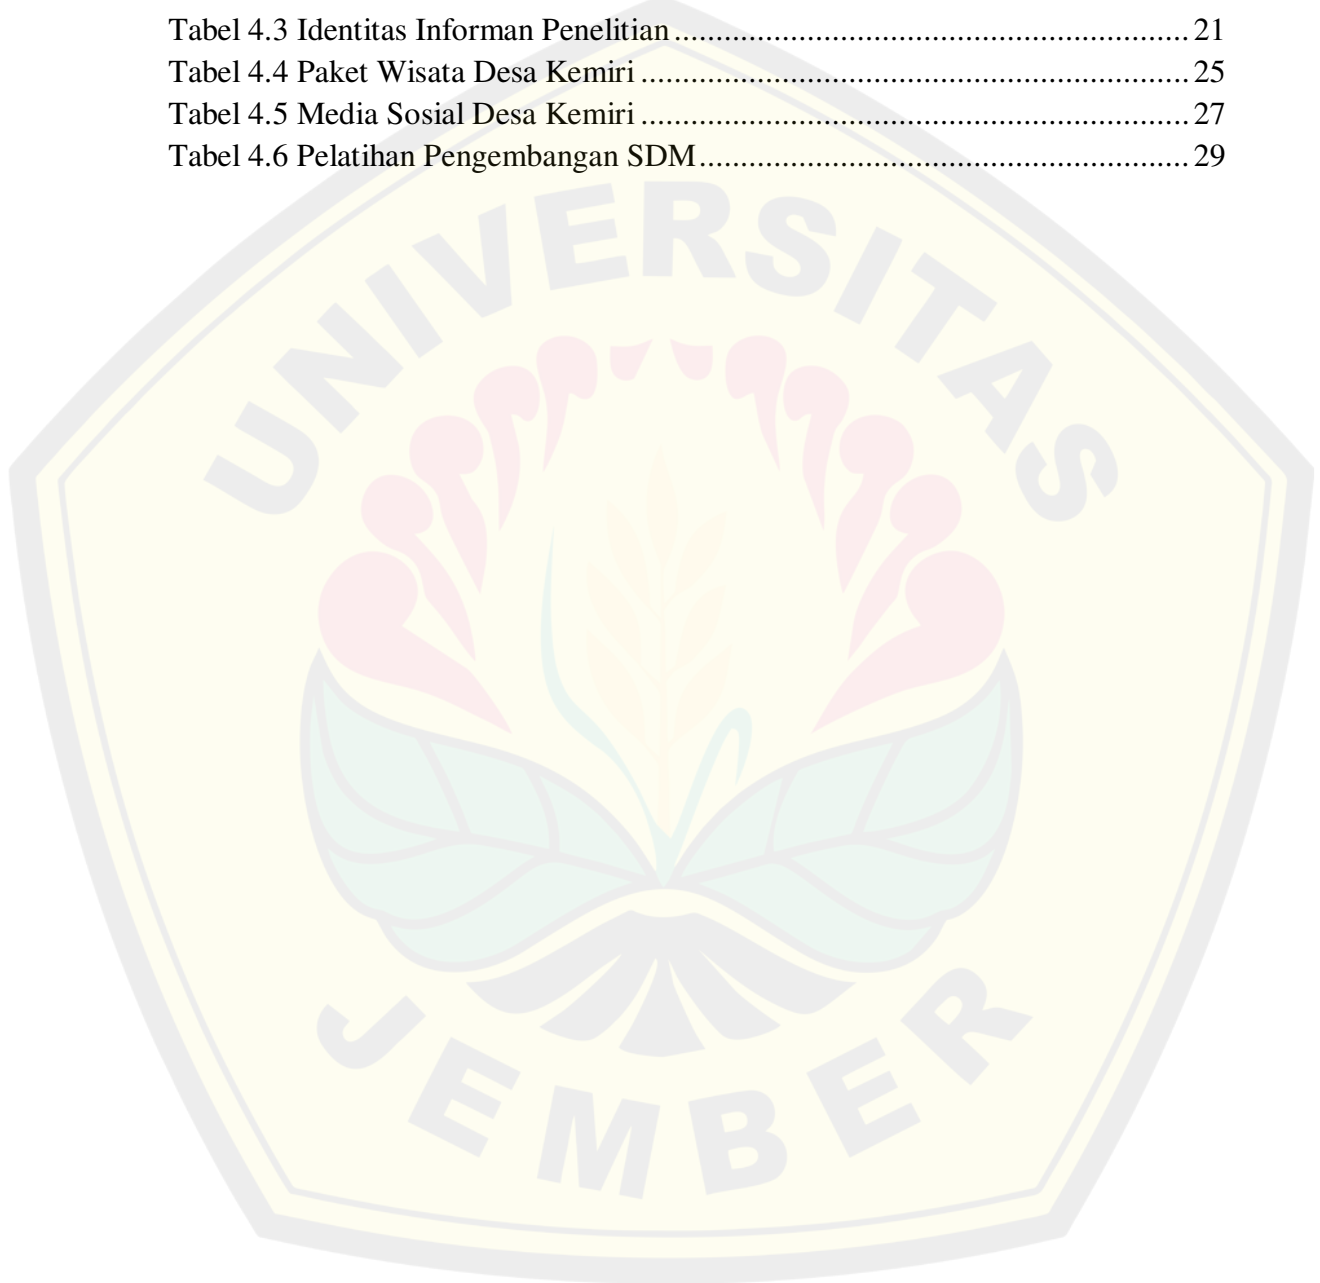 Tabel 4.3 Identitas Informan Penelitian ................................................................ 21
Tabel 4.4 Paket Wisata Desa Kemiri .................................................................... 25
Tabel 4.5 Media Sosial Desa Kemiri .................................................................... 27
Tabel 4.6 Pelatihan Pengembangan SDM ............................................................. 29
UNIVERSITAS
JEMBER